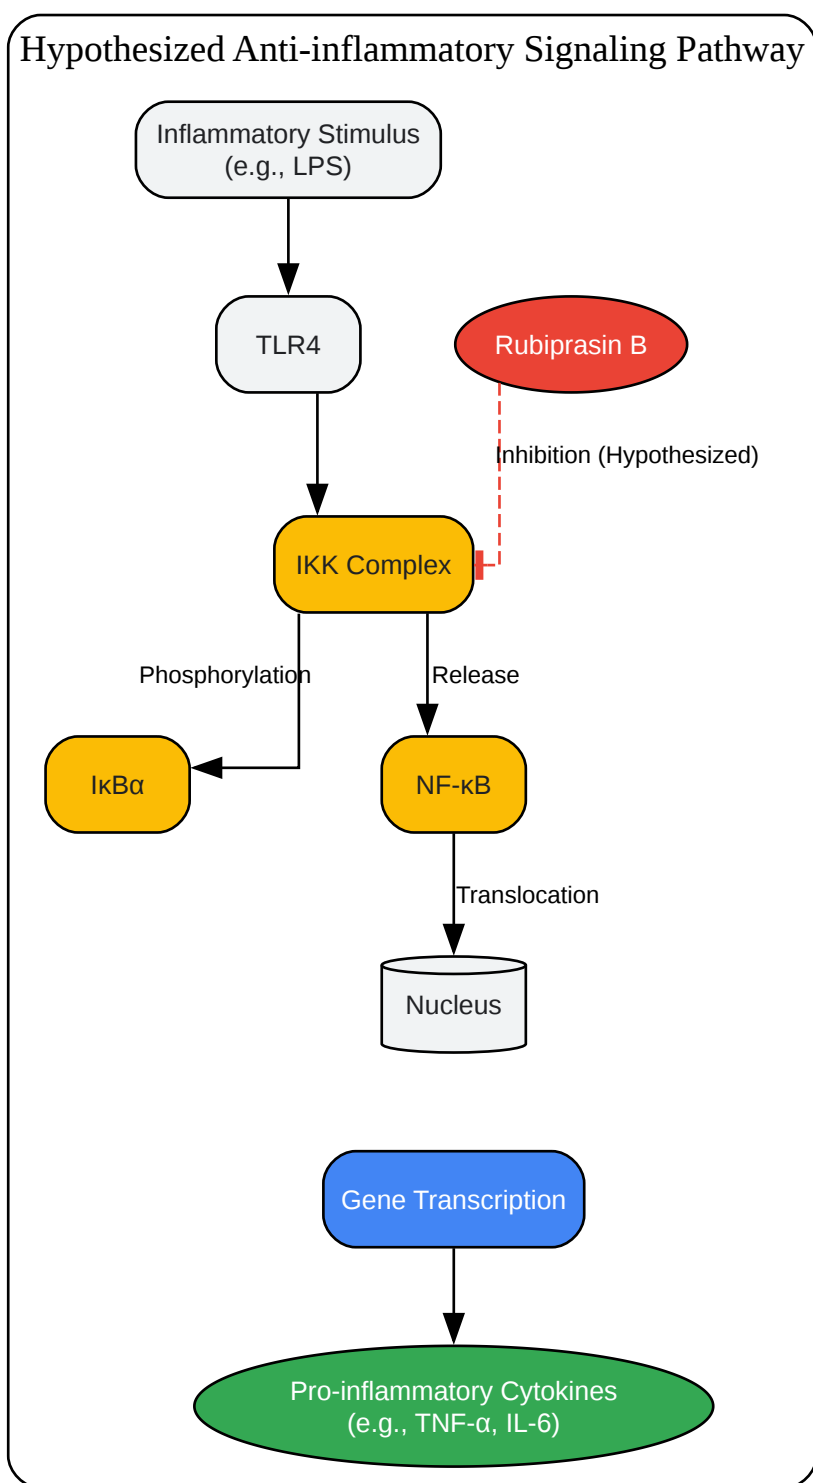 Hypothesized Anti-inflammatory Signaling Pathway
Inflammatory Stimulus
(e.g., LPS)
TLR4
Rubiprasin B
Inhibition (Hypothesized)
IKK Complex
Phosphorylation
Release
IκBα
NF-κB
Translocation
Nucleus
Gene Transcription
Pro-inflammatory Cytokines
(e.g., TNF-α, IL-6)